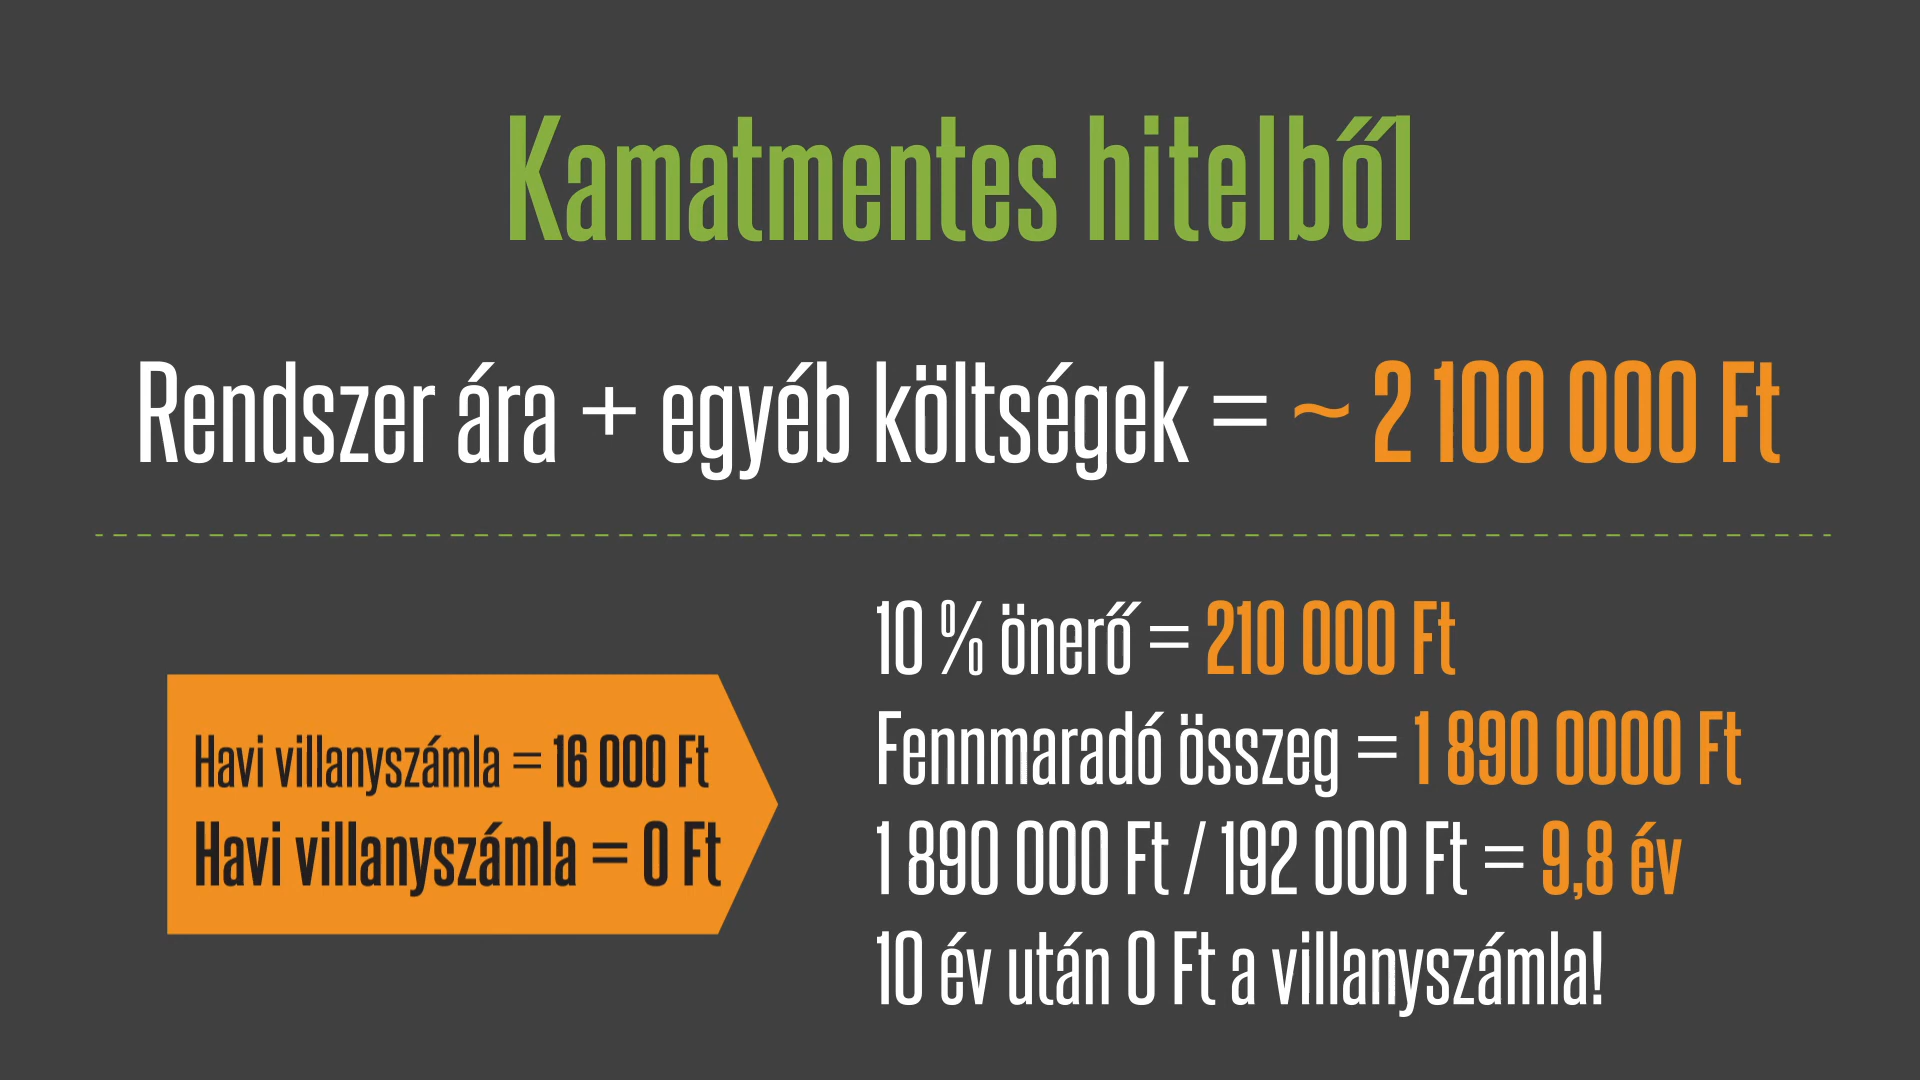 Kamatmentes hitelből
Rendszer ára + egyéb költségek = ~ 2 100 000 Ft
Havi villanyszámla = 16 000 Ft
Havi villanyszámla = 0 Ft
10 % önerő = 210 000 Ft
Fennmaradó összeg = 1 890 0000 Ft
1 890 000 Ft / 192 000 Ft = 9,8 év
10 év után 0 Ft a villanyszámla!